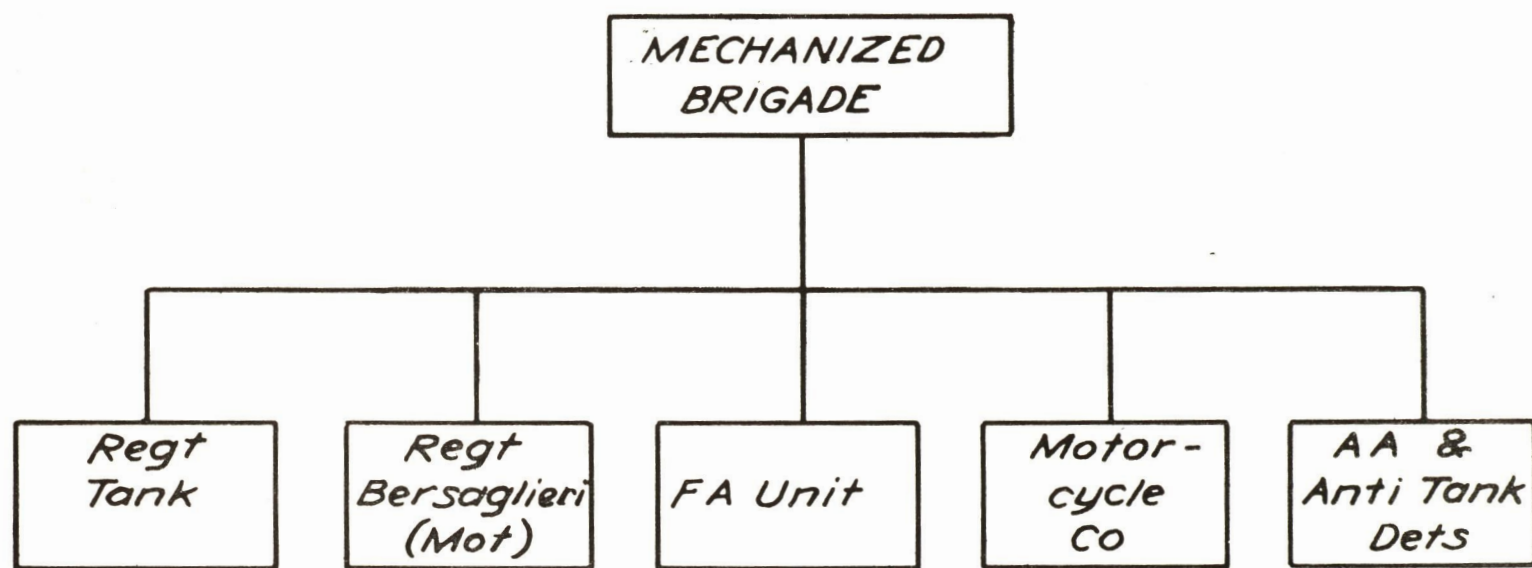 MECHANIZED
BRIGADE
Regt
Tank
Regt
Bersaglieri
(Mot)
FA Unit
Motor-
cycle
Co
AA &
Anti Tank
Dets